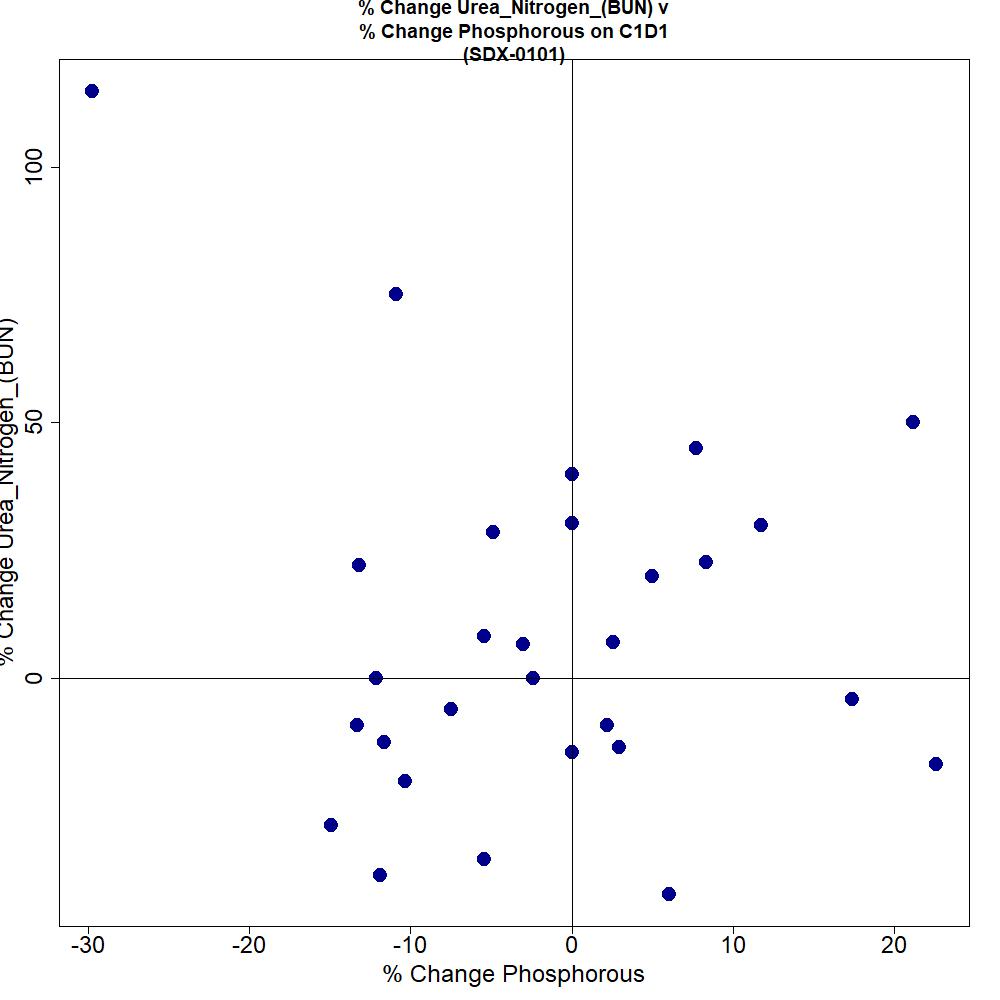 % Change Urea_Nitrogen_(BUN) v
% Change Phosphorous on C1D1
(SDX-0101)
% Change Urea_Nitrogen_(BUN)
100
50
0
-30
-20
-10
0
10
20
% Change Phosphorous